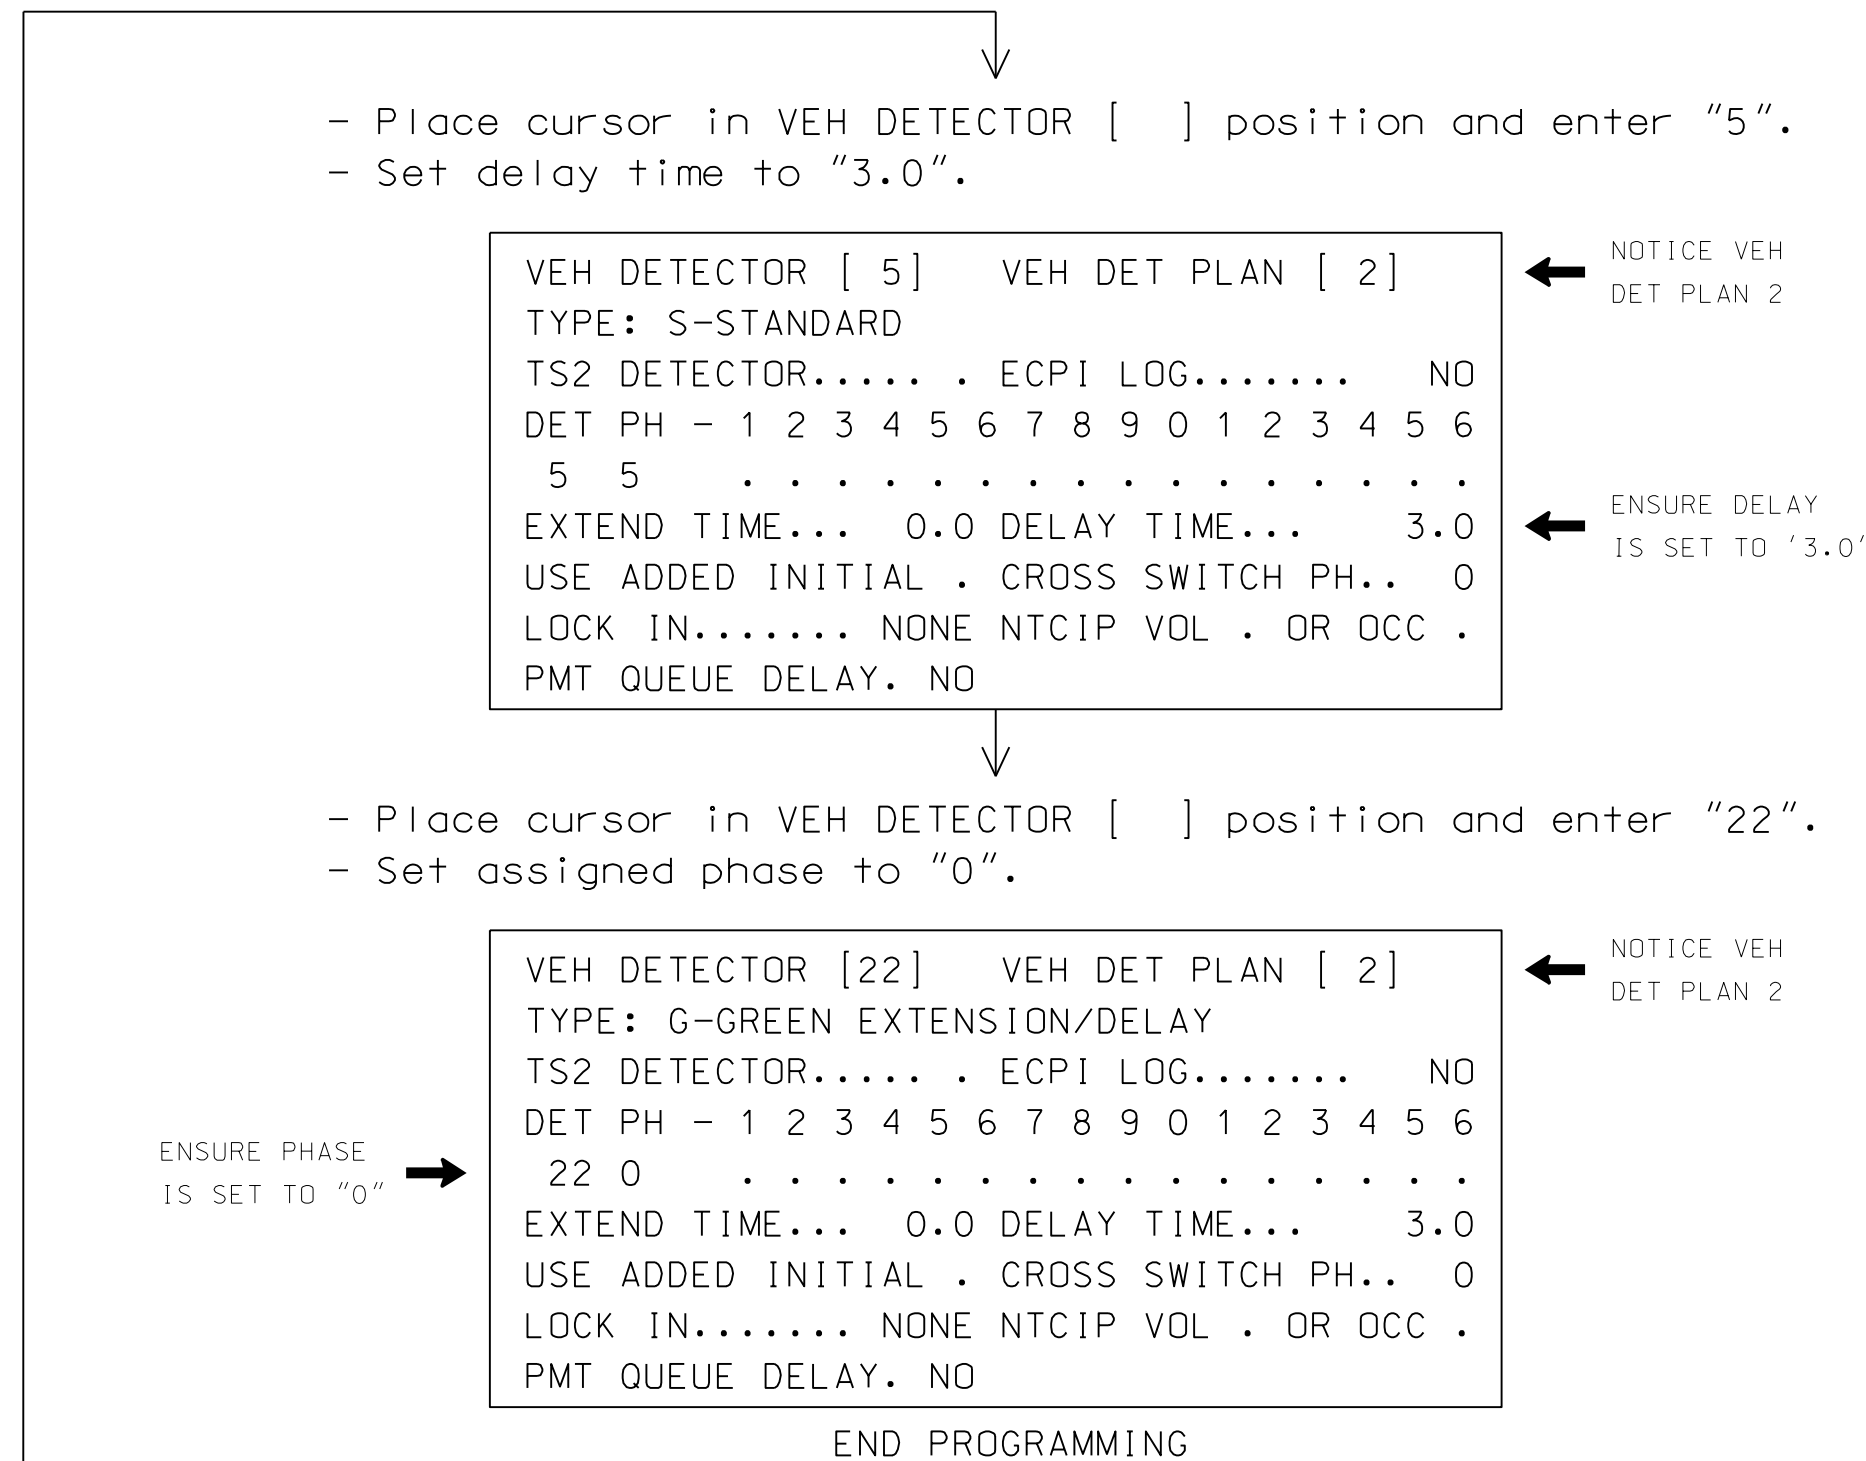 - Place cursor in VEH DETECTOR [  ] position and enter "5".
- Set delay time to "3.0".
VEH DETECTOR [ 5]   VEH DET PLAN [ 2]
TYPE: S-STANDARD
TS2 DETECTOR..... . ECPI LOG.......   NO
DET PH - 1 2 3 4 5 6 7 8 9 0 1 2 3 4 5 6
5  5    . . . . . . . . . . . . . . . .
EXTEND TIME...  0.0 DELAY TIME...    3.0
USE ADDED INITIAL . CROSS SWITCH PH..  0
LOCK IN....... NONE NTCIP VOL . OR OCC .
PMT QUEUE DELAY. NO
NOTICE VEH
DET PLAN 2
ENSURE DELAY
IS SET TO '3.0'
- Place cursor in VEH DETECTOR [  ] position and enter "22".
- Set assigned phase to "0".
VEH DETECTOR [22]   VEH DET PLAN [ 2]
TYPE: G-GREEN EXTENSION/DELAY
TS2 DETECTOR..... . ECPI LOG.......   NO
DET PH - 1 2 3 4 5 6 7 8 9 0 1 2 3 4 5 6
22 0    . . . . . . . . . . . . . . . .
EXTEND TIME...  0.0 DELAY TIME...    3.0
USE ADDED INITIAL . CROSS SWITCH PH..  0
LOCK IN....... NONE NTCIP VOL . OR OCC .
PMT QUEUE DELAY. NO
NOTICE VEH
DET PLAN 2
ENSURE PHASE
IS SET TO "0"
END PROGRAMMING